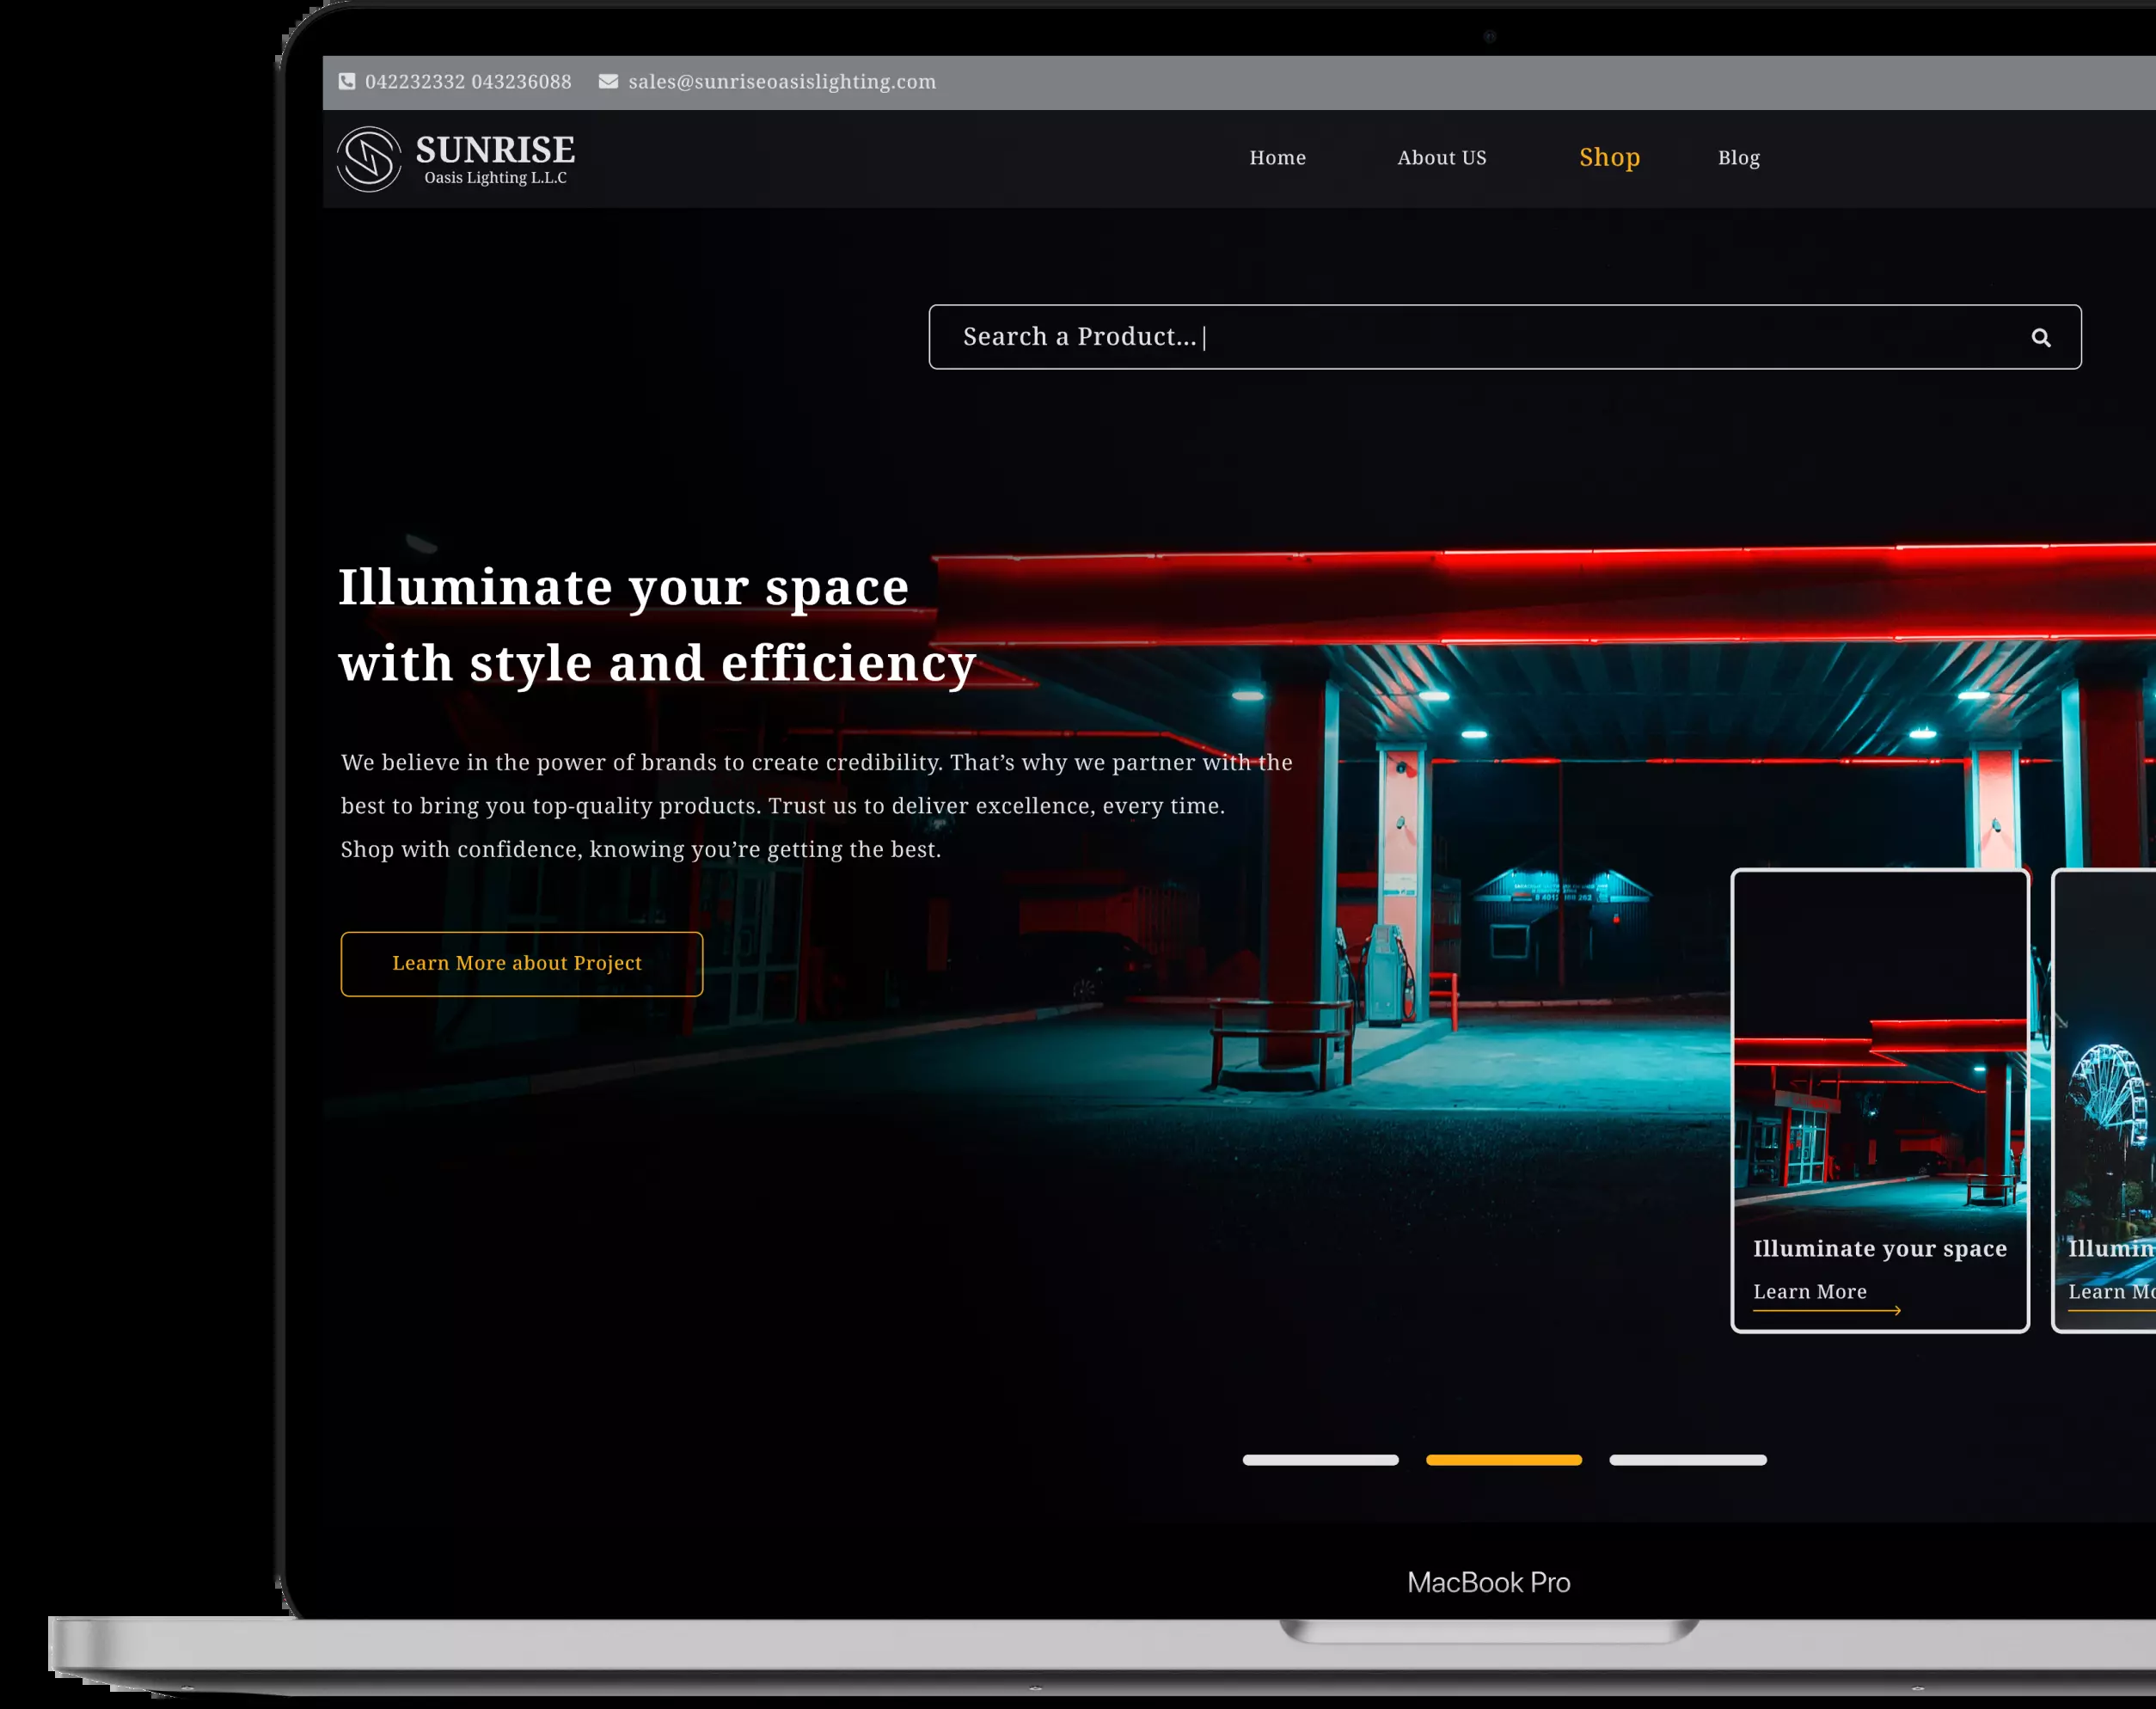 042232332 043236088 sales@sunriseoasislighting.com
SUNRISE
Oasis Lighting L.L.C
Home About US Shop Blog
Search a Product...|
Illuminate your space
with style and efficiency
We believe in the power of brands to create credibility. That’s why we partner with the
best to bring you top-quality products. Trust us to deliver excellence, every time.
Shop with confidence, knowing you’re getting the best.
Learn More about Project
Illuminate your space
Learn More
Illumin
Learn Mo
MacBook Pro